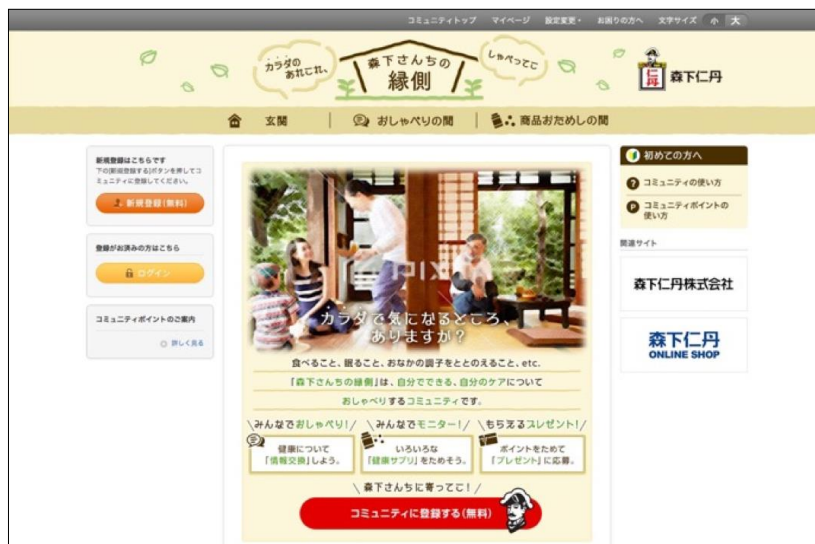 コミュニティトップ マイページ 設定変更 お困りの方へ 文字サイズ 小 大
カラダの
あれこれ、
森下さんちの
縁側
しゃべってこ
仁丹
森下仁丹
玄関 おしゃべりの間 商品おためしの間
新規登録はこちらです
下の[新規登録する]ボタンを押してコ
ミュニティに登録してください。
新規登録(無料)
登録がお済みの方はこちら
ログイン
コミュニティポイントのご案内
詳しく見る
PIXTA
カラダで気になるところ、
ありますか?
食べること、眠ること、おなかの調子をととのえること、etc.
「森下さんちの縁側」は、自分でできる、自分のケアについて
おしゃべりするコミュニティです。
\みんなでおしゃべり!/ \みんなでモニター!/ \もらえるプレゼント!/
健康について
「情報交換」しよう。
いろいろな
「健康サプリ」をためそう。
ポイントをためて
「プレゼント」に応募。
\ 森下さんちに寄ってこ! /
コミュニティに登録する(無料)
初めての方へ
? コミュニティの使い方
P コミュニティポイントの
使い方
関連サイト
森下仁丹株式会社
森下仁丹
ONLINE SHOP